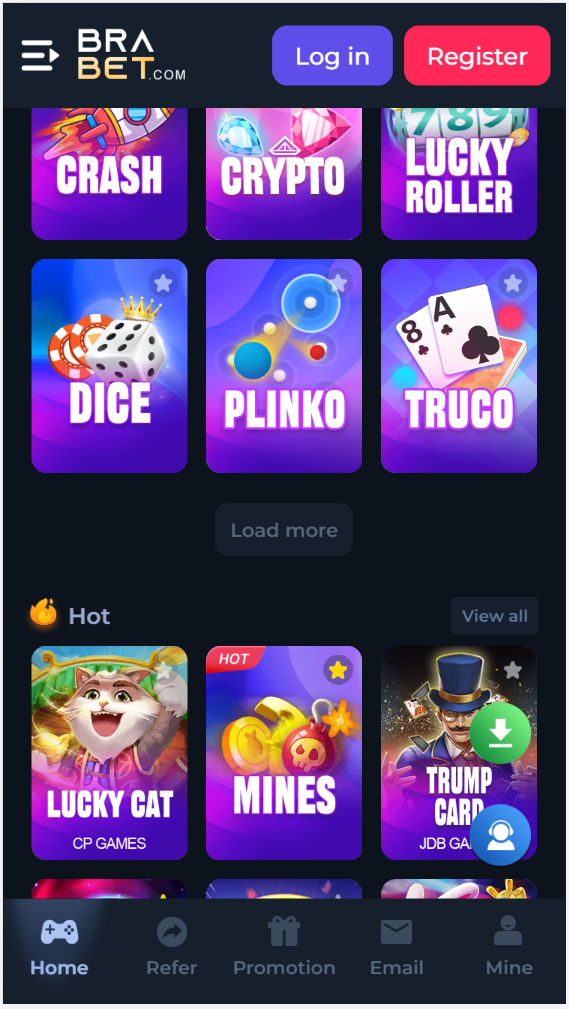 BRA
BET.COM
Log in
Register
CRASH
CRYPTO
789
LUCKY
ROLLER
DICE
8
A
PLINKO
TRUCO
Load more
Hot
View all
LUCKY CAT
CP GAMES
HOT
MINES
TRUMP
CARD
JDB GA
Home
Refer
Promotion
Email
Mine